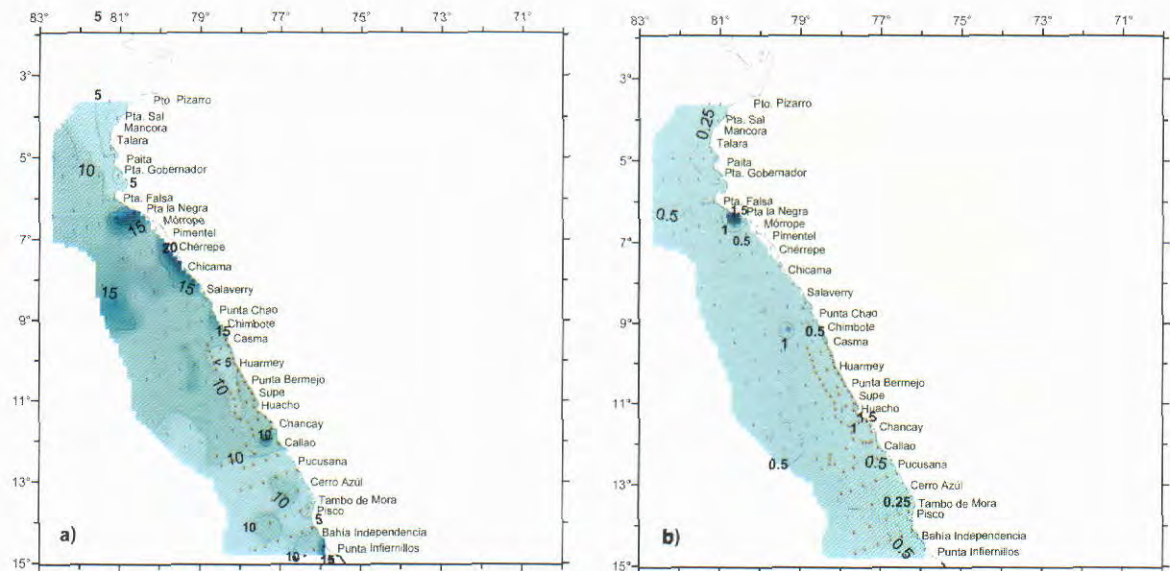 83° 5 81° 79° 77° 75° 73° 71°
3°
5
Pto. Pizarro
Pta. Sal
Mancora
Talara
5°
10
Paita
Pta. Gobernador
5
Pta. Falsa
Pta la Negra
15
Mórrope
7°
Pimentel
20 Chérrepe
Chicama
15
15
Salaverry
9°
Punta Chao
Chimbote
15
Casma
< 5
Huarmey
10
Punta Bermejo
Supe
11°
Huacho
Chancay
10
Callao
10
Pucusana
13°
Cerro Azúl
10
Tambo de Mora
Pisco
10
5
a)
Bahía Independencia
Punta Infiernillos
10
15
15°
83° 81° 79° 77° 75° 73° 71°
3°
Pto. Pizarro
0.25
Pta. Sal
Mancora
Talara
5°
Paita
Pta. Gobernador
Pta. Falsa
0.5
1.5
Pta la Negra
1
Mórrope
0.5
Pimentel
7°
Chérrepe
Chicama
Salaverry
Punta Chao
9°
0.5
Chimbote
1
Casma
Huarmey
Punta Bermejo
Supe
11°
Huacho
1.5
1
Chancay
Callao
0.5
0.5
Pucusana
13°
Cerro Azúl
0.25
Tambo de Mora
Pisco
b)
Bahía Independencia
0.5
Punta Infiernillos
15°